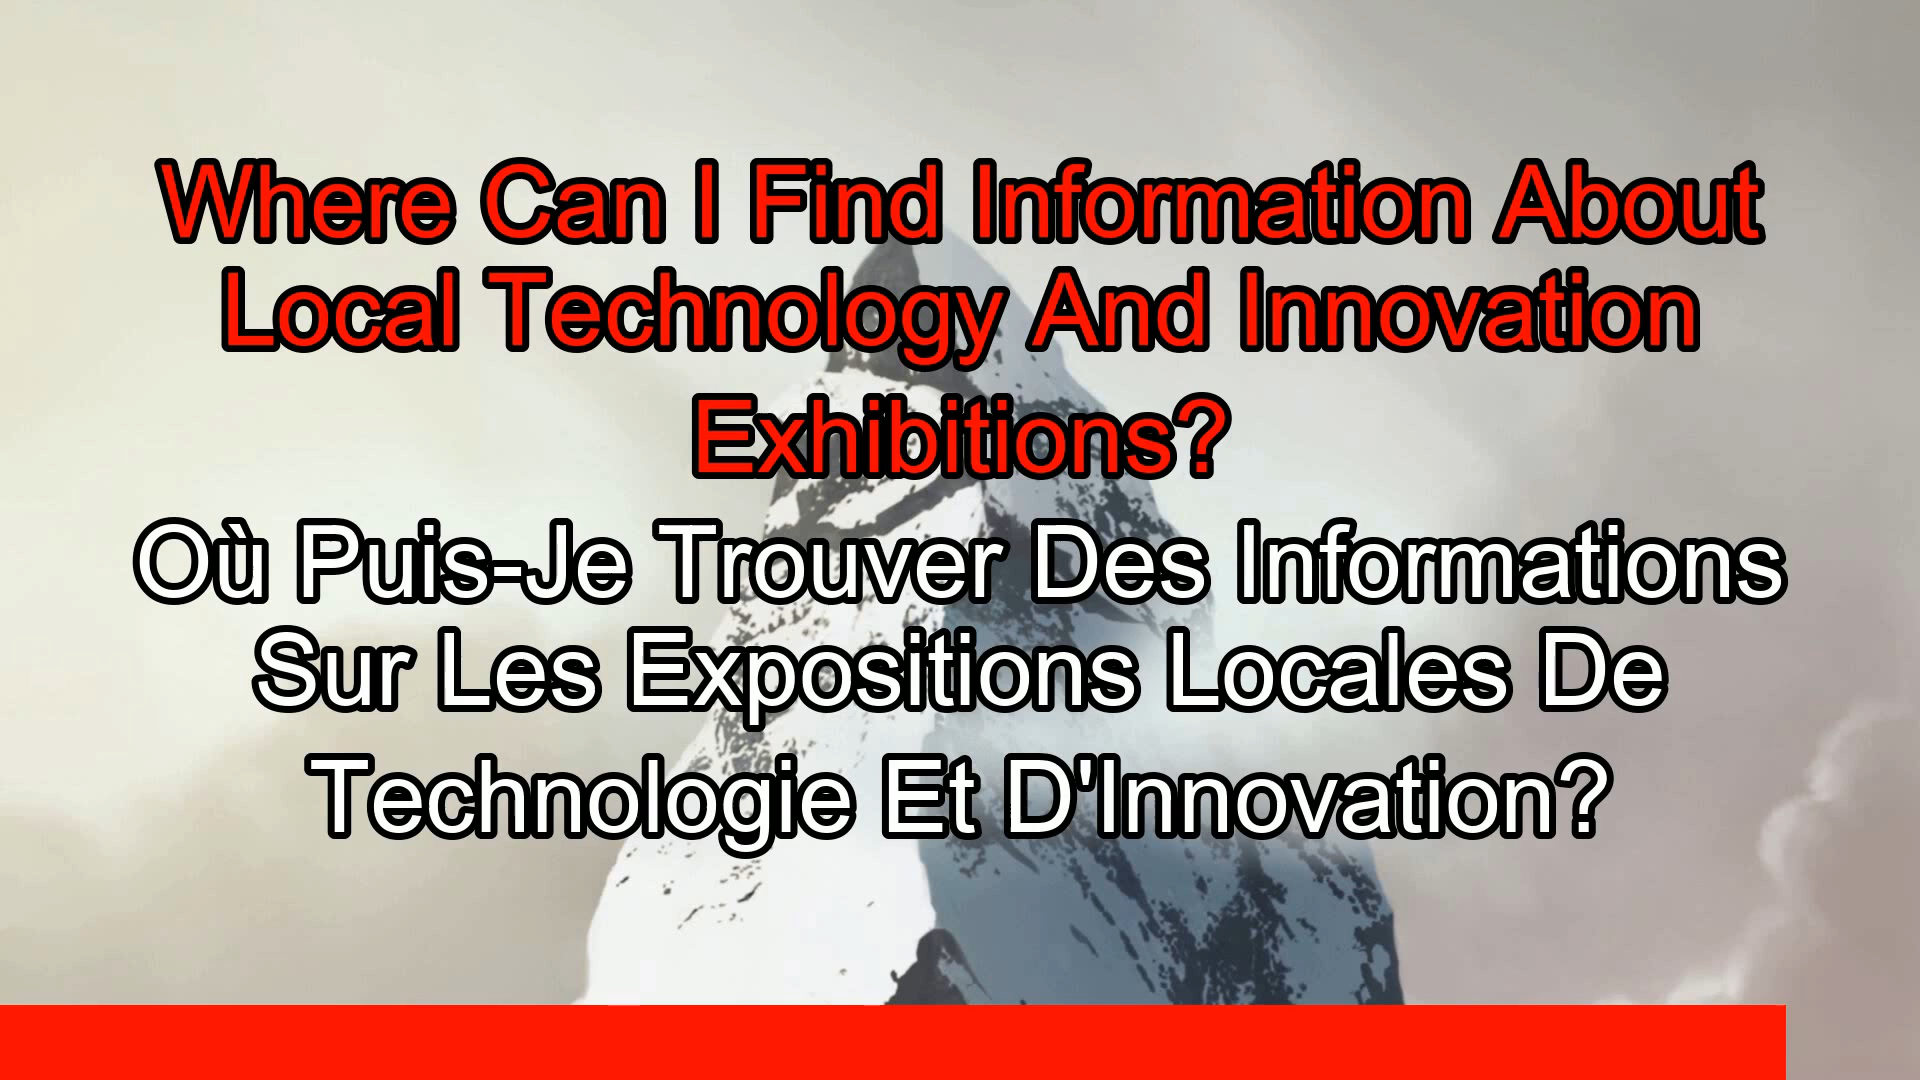 Where Can I Find Information About
Local Technology And Innovation
Exhibitions?
Où Puis-Je Trouver Des Informations
Sur Les Expositions Locales De
Technologie Et D'Innovation?